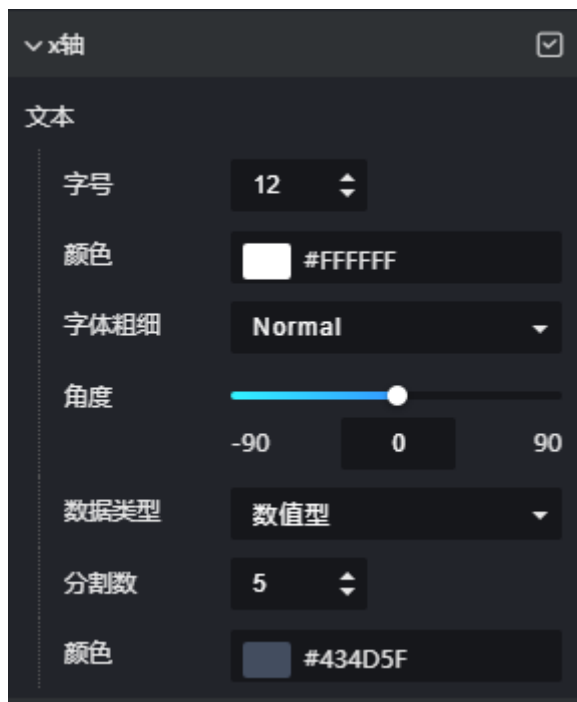 x轴
文本
字号 12
颜色 #FFFFFF
字体粗细 Normal
角度
-90 0 90
数据类型 数值型
分割数 5
颜色 #434D5F